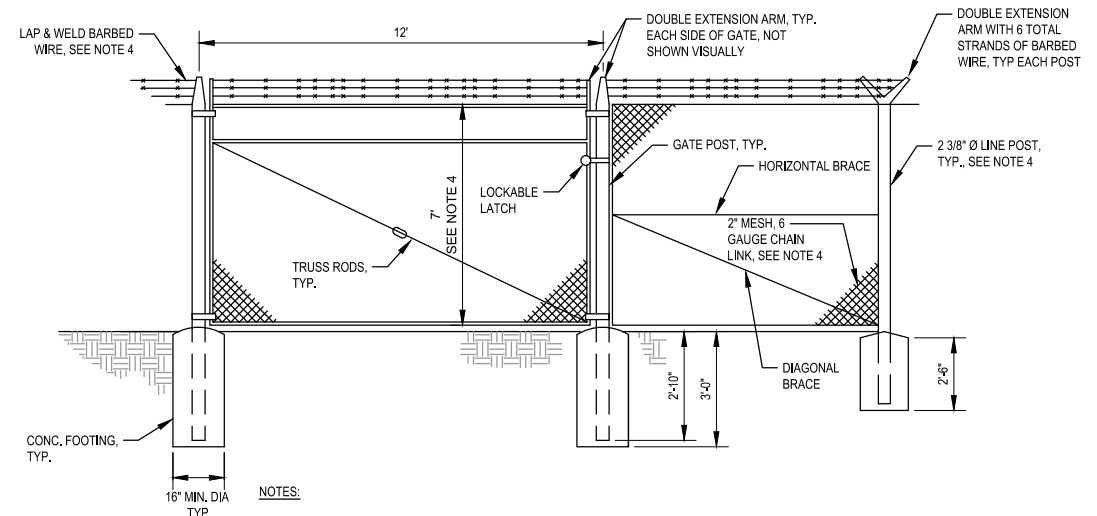 LAP & WELD BARBED
WIRE, SEE NOTE 4
12'
DOUBLE EXTENSION ARM, TYP.
EACH SIDE OF GATE, NOT
SHOWN VISUALLY
DOUBLE EXTENSION
ARM WITH 6 TOTAL
STRANDS OF BARBED
WIRE, TYP EACH POST
GATE POST, TYP.
2 3/8" Ø LINE POST,
TYP., SEE NOTE 4
HORIZONTAL BRACE
LOCKABLE
LATCH
7'
SEE NOTE 4
2" MESH, 6
GAUGE CHAIN
LINK, SEE NOTE 4
TRUSS RODS,
TYP.
DIAGONAL
BRACE
2'-10"
3'-0"
2'-6"
CONC. FOOTING,
TYP.
16" MIN. DIA
TYP
NOTES: